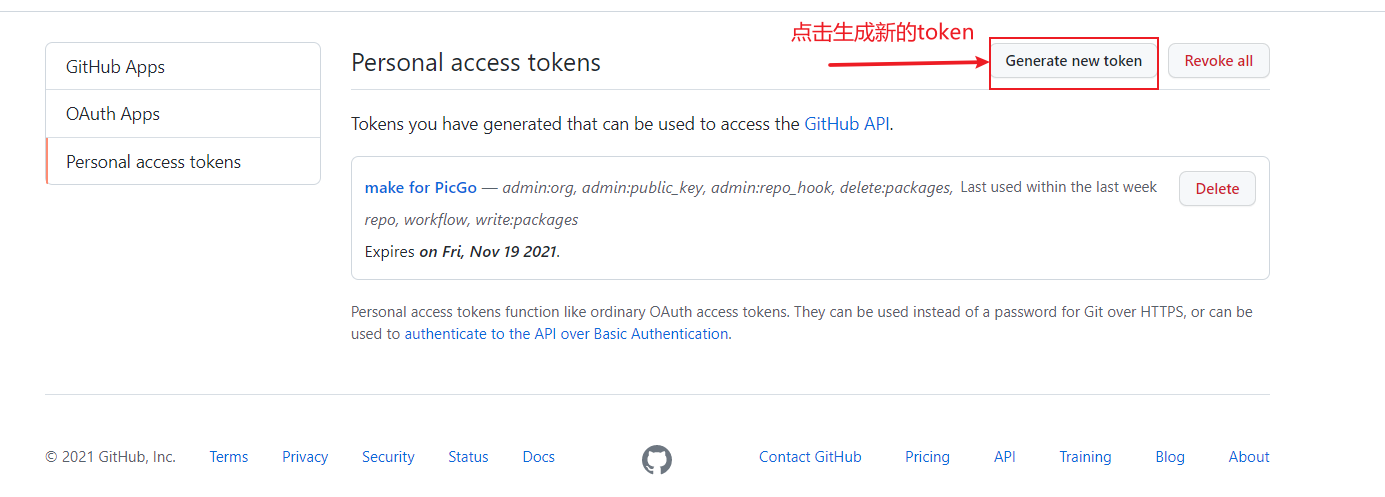 点击生成新的token
GitHub Apps
OAuth Apps
Personal access tokens
Personal access tokens
Generate new token
Revoke all
Tokens you have generated that can be used to access the GitHub API.
make for PicGo — admin:org, admin:public_key, admin:repo_hook, delete:packages, Last used within the last week
Delete
repo, workflow, write:packages
Expires on Fri, Nov 19 2021.
Personal access tokens function like ordinary OAuth access tokens. They can be used instead of a password for Git over HTTPS, or can be
used to authenticate to the API over Basic Authentication.
© 2021 GitHub, Inc. Terms Privacy Security Status Docs Contact GitHub Pricing API Training Blog About